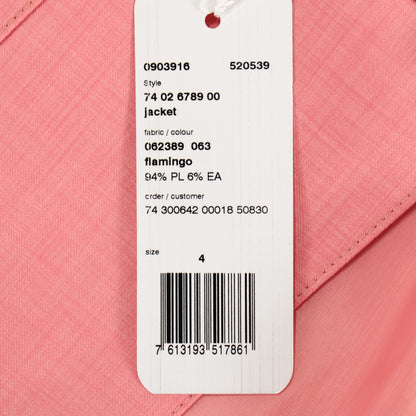 0903916 520539
Style
74 02 6789 00
jacket
fabric / colour
062389 063
flamingo
94% PL 6% EA
order / customer
74 300642 00018 50830
size 4
7 613193 517861